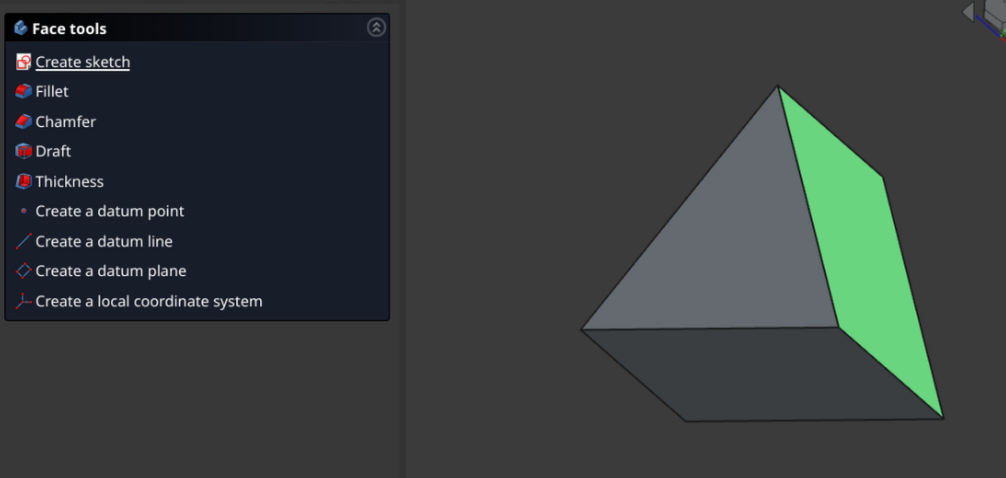 Face tools
Create sketch
Fillet
Chamfer
Draft
Thickness
Create a datum point
Create a datum line
Create a datum plane
Create a local coordinate system